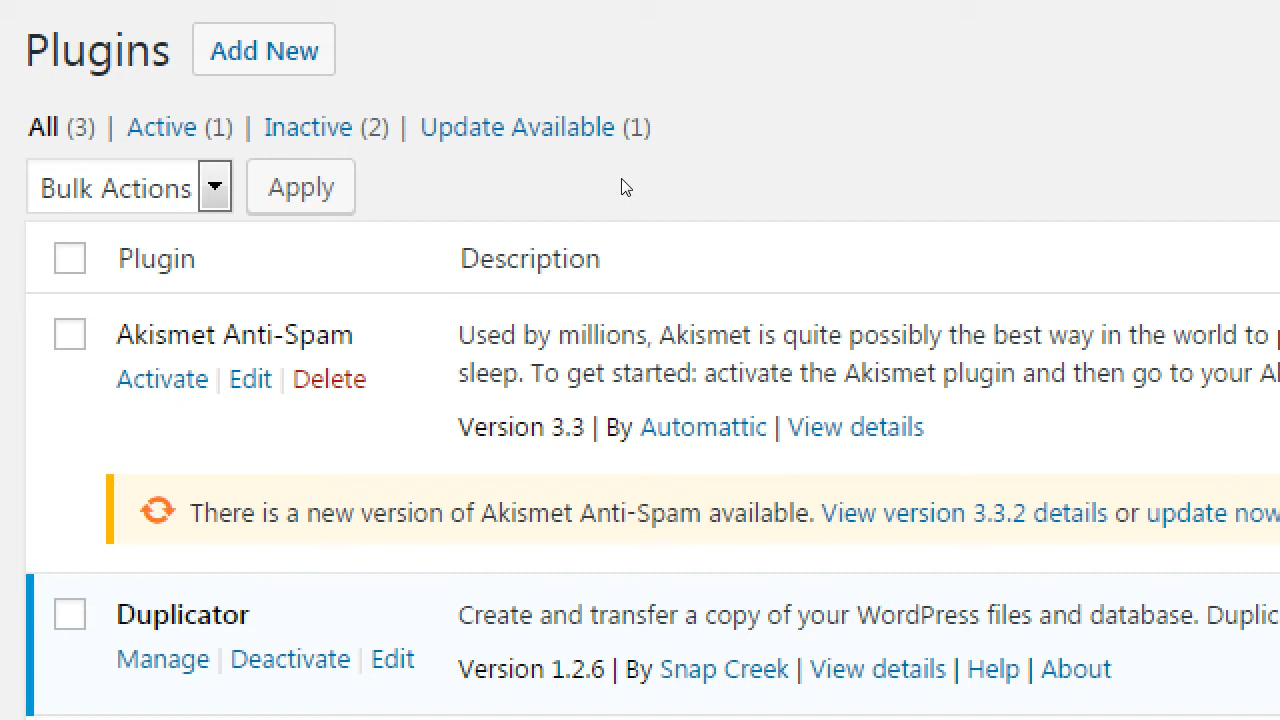 Plugins Add New
All (3) | Active (1) | Inactive (2) | Update Available (1)
Bulk Actions Apply
Plugin Description
Akismet Anti-Spam Used by millions, Akismet is quite possibly the best way in the world to
Activate | Edit | Delete sleep. To get started: activate the Akismet plugin and then go to your
Version 3.3 | By Automattic | View details
There is a new version of Akismet Anti-Spam available. View version 3.3.2 details or update now
Duplicator Create and transfer a copy of your WordPress files and database.
Manage | Deactivate | Edit Version 1.2.6 | By Snap Creek | View details | Help | About